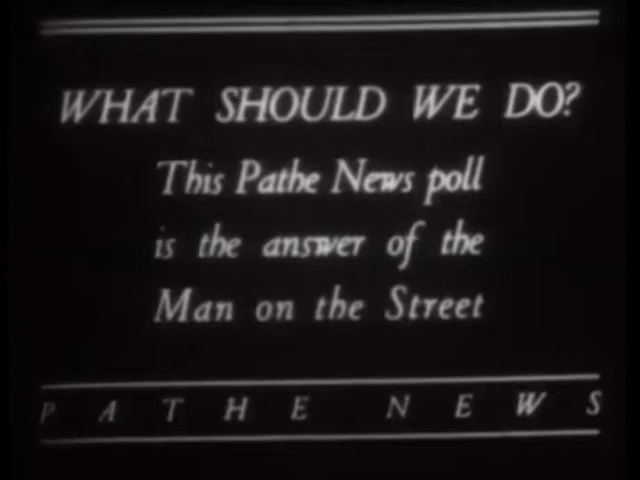 WHAT SHOULD WE DO?
This Pathe News poll
is the answer of the
Man on the Street
PATHE NEWS